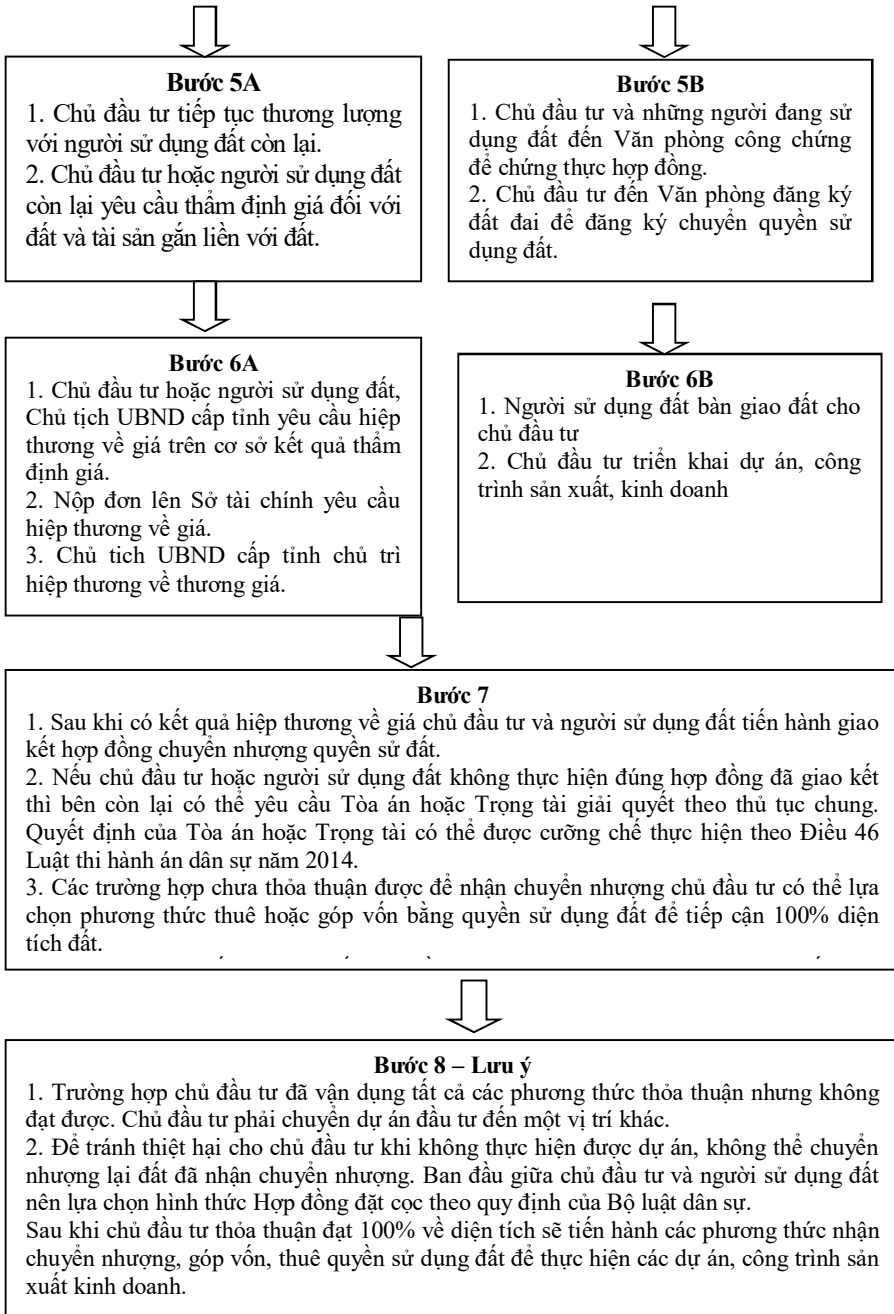 Bước 5A
1. Chủ đầu tư tiếp tục thương lượng
với người sử dụng đất còn lại.
2. Chủ đầu tư hoặc người sử dụng đất
còn lại yêu cầu thẩm định giá đối với
đất và tài sản gắn liền với đất.
Bước 5B
1. Chủ đầu tư và những người đang sử
dụng đất đến Văn phòng công chứng
để chứng thực hợp đồng.
2. Chủ đầu tư đến Văn phòng đăng ký
đất đai để đăng ký chuyển quyền sử
dụng đất.
Bước 6A
1. Chủ đầu tư hoặc người sử dụng đất,
Chủ tịch UBND cấp tỉnh yêu cầu hiệp
thương về giá trên cơ sở kết quả thẩm
định giá.
2. Nộp đơn lên Sở tài chính yêu cầu
hiệp thương về giá.
3. Chủ tich UBND cấp tỉnh chủ trì
hiệp thương về thương giá.
Bước 6B
1. Người sử dụng đất bàn giao đất cho
chủ đầu tư
2. Chủ đầu tư triển khai dự án, công
trình sản xuất, kinh doanh
Bước 7
1. Sau khi có kết quả hiệp thương về giá chủ đầu tư và người sử dụng đất tiến hành giao
kết hợp đồng chuyển nhượng quyền sử đất.
2. Nếu chủ đầu tư hoặc người sử dụng đất không thực hiện đúng hợp đồng đã giao kết
thì bên còn lại có thể yêu cầu Tòa án hoặc Trọng tài giải quyết theo thủ tục chung.
Quyết định của Tòa án hoặc Trọng tài có thể được cưỡng chế thực hiện theo Điều 46
Luật thi hành án dân sự năm 2014.
3. Các trường hợp chưa thỏa thuận được để nhận chuyển nhượng chủ đầu tư có thể lựa
chọn phương thức thuê hoặc góp vốn bằng quyền sử dụng đất để tiếp cận 100% diện
tích đất.
Bước 8 – Lưu ý
1. Trường hợp chủ đầu tư đã vận dụng tất cả các phương thức thỏa thuận nhưng không
đạt được. Chủ đầu tư phải chuyển dự án đầu tư đến một vị trí khác.
2. Để tránh thiệt hại cho chủ đầu tư khi không thực hiện được dự án, không thể chuyển
nhượng lại đất đã nhận chuyển nhượng. Ban đầu giữa chủ đầu tư và người sử dụng đất
nên lựa chọn hình thức Hợp đồng đặt cọc theo quy định của Bộ luật dân sự.
Sau khi chủ đầu tư thỏa thuận đạt 100% về diện tích sẽ tiến hành các phương thức nhận
chuyển nhượng, góp vốn, thuê quyền sử dụng đất để thực hiện các dự án, công trình sản
xuất kinh doanh.